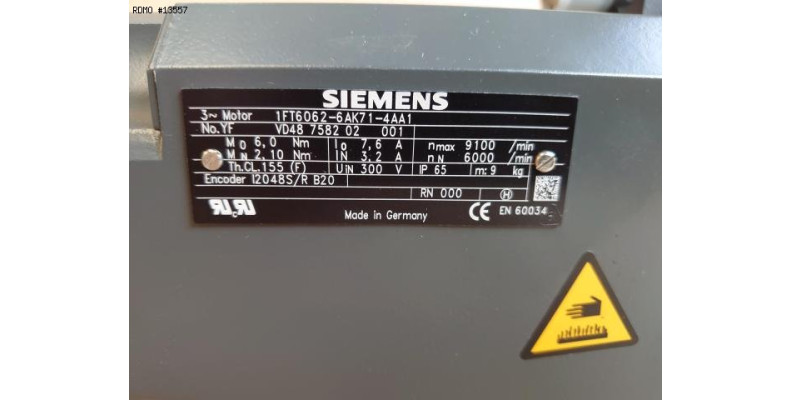 RDMO #13557
SIEMENS
3~ Motor 1FT6062-6AK71-4AA1
No.YF VD48 7582 02 001
M0 6,0 Nm I0 7,6 A nmax 9100 /min
MN 2,10 Nm IN 3,2 A nN 6000 /min
Th.Cl.155 (F) UIN 300 V IP 65 m: 9 kg
Encoder I2048S/R B20
RN 000 H
Made in Germany CE EN 60034